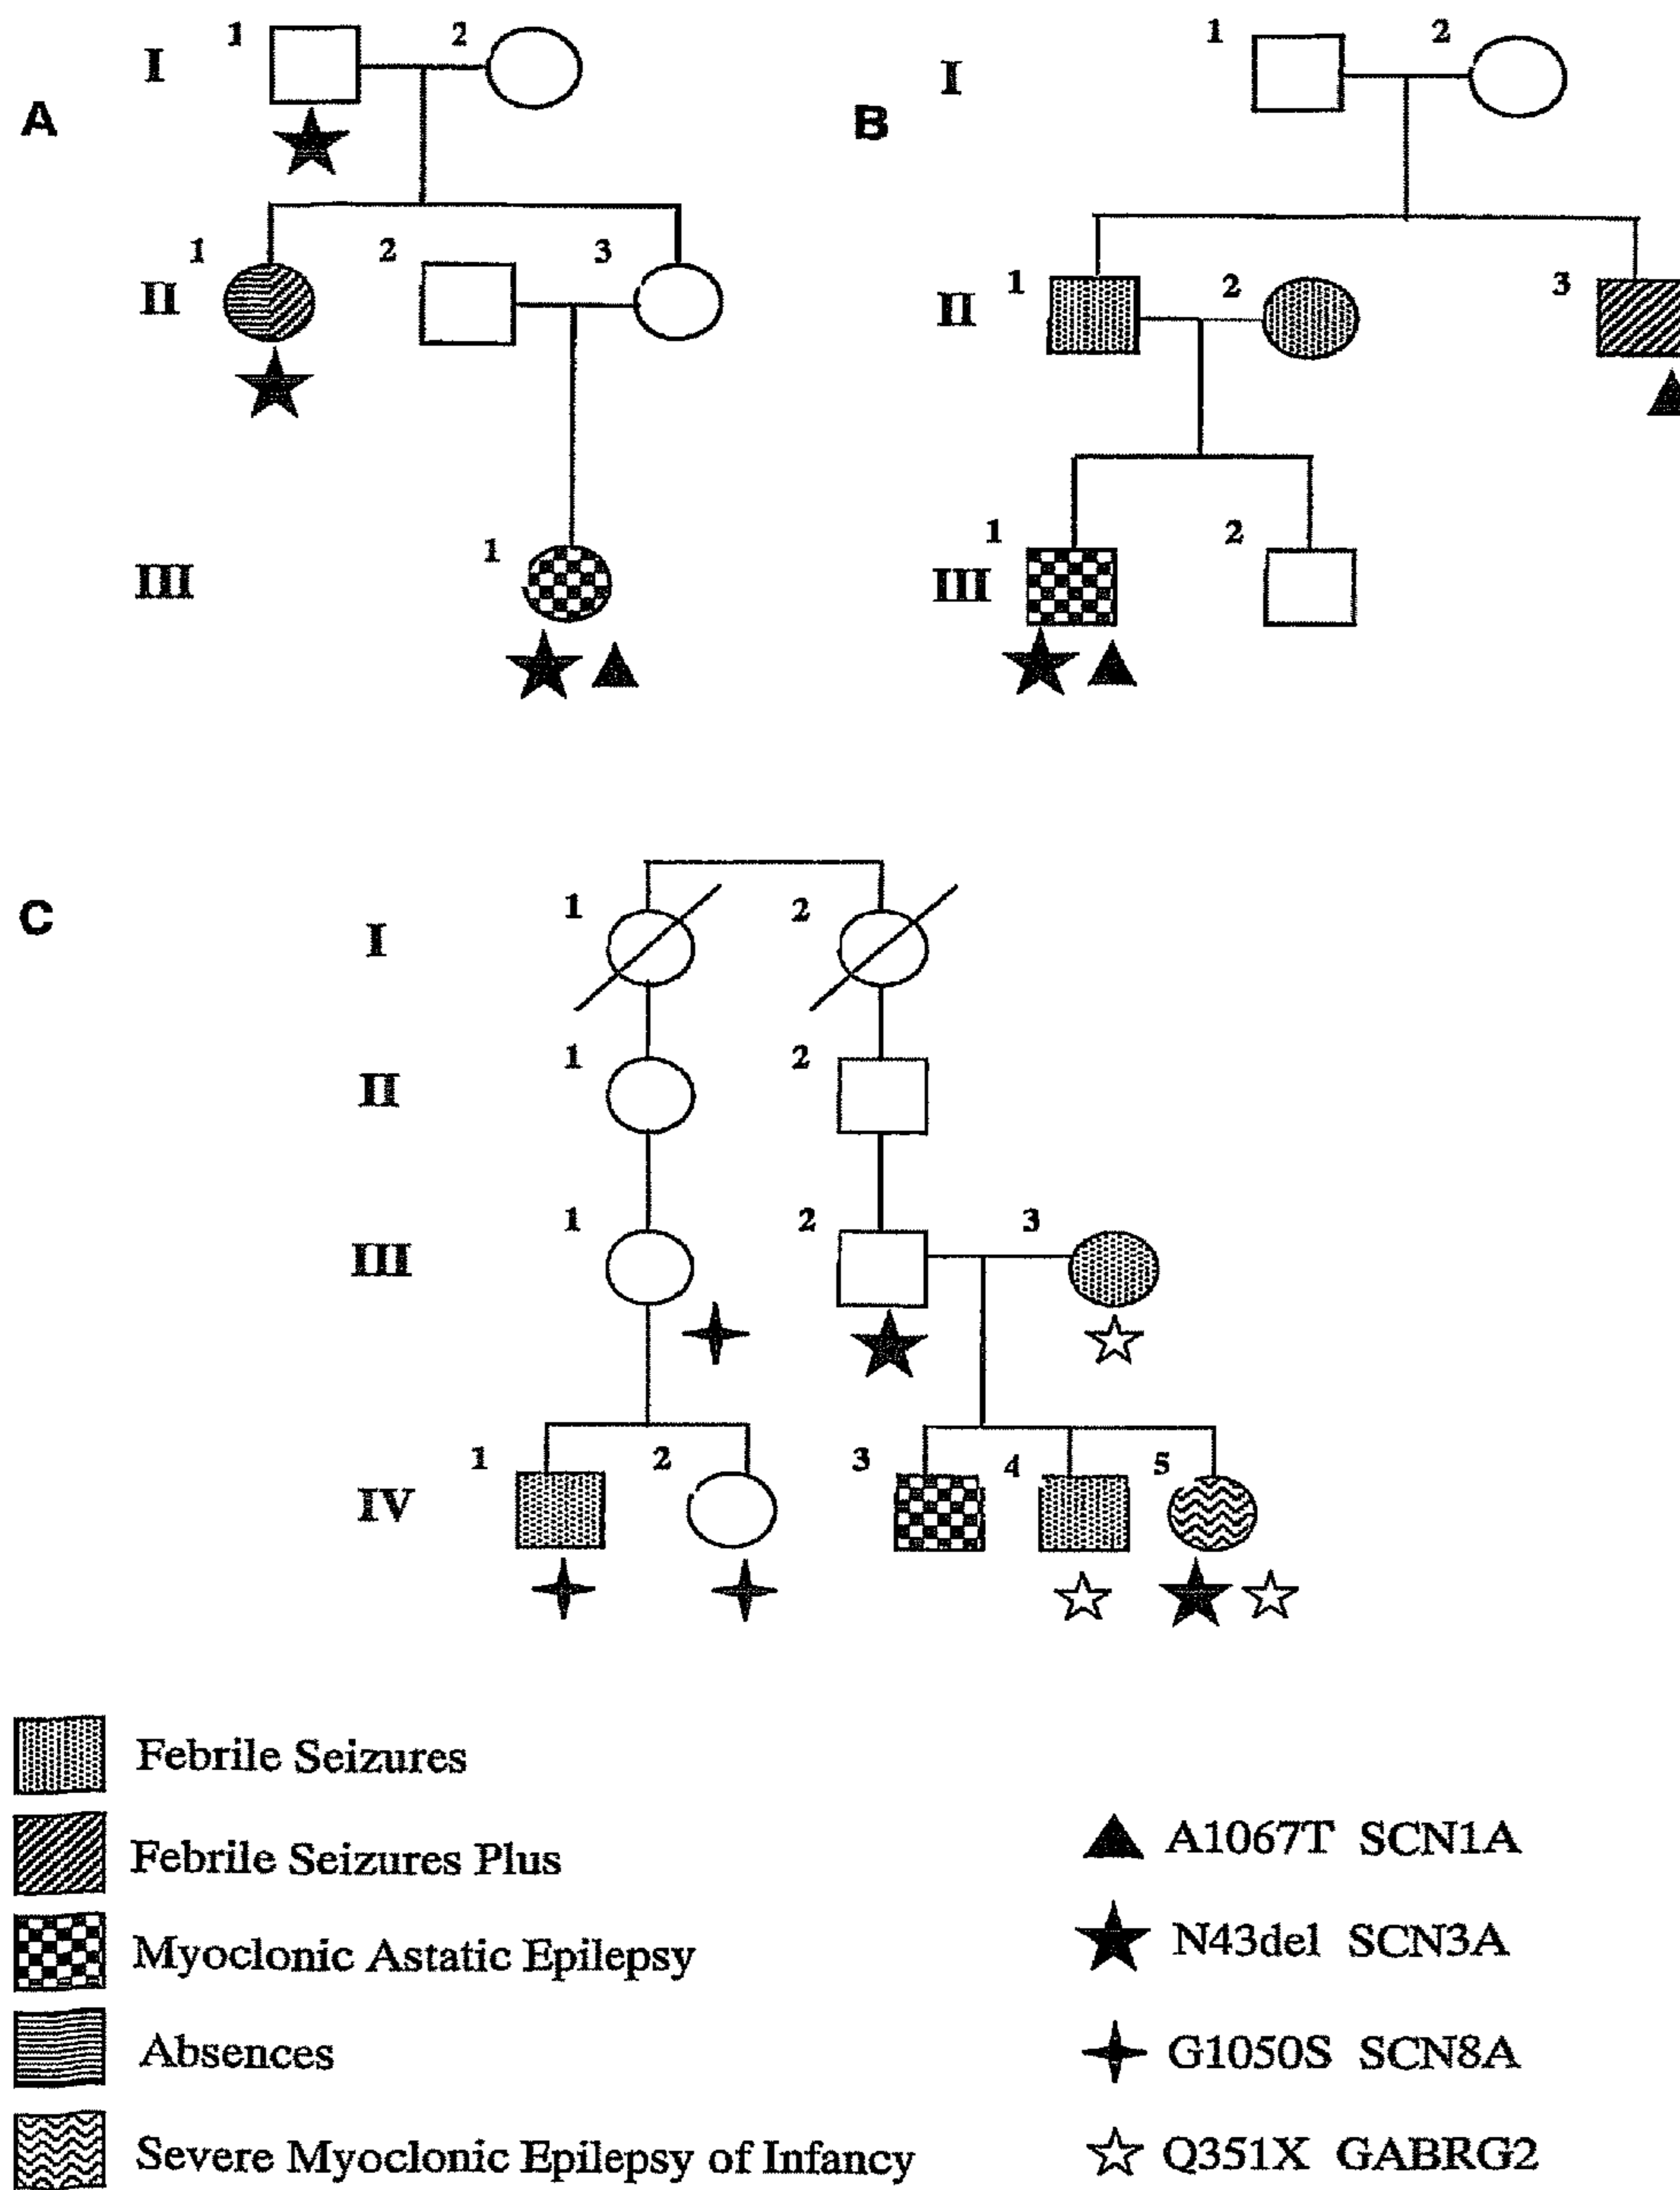 1 2 1 2
I I
A B
1 2 3 1 2 3
II II
1 1 2
III III
C
1 2
I
1 2
II
1 2 3
III
1 2 3 4 5
IV
Febrile Seizures
Febrile Seizures Plus
Myoclonic Astatic Epilepsy
Absences
Severe Myoclonic Epilepsy of Infancy
A1067T SCN1A
N43del SCN3A
G1050S SCN8A
Q351X GABRG2